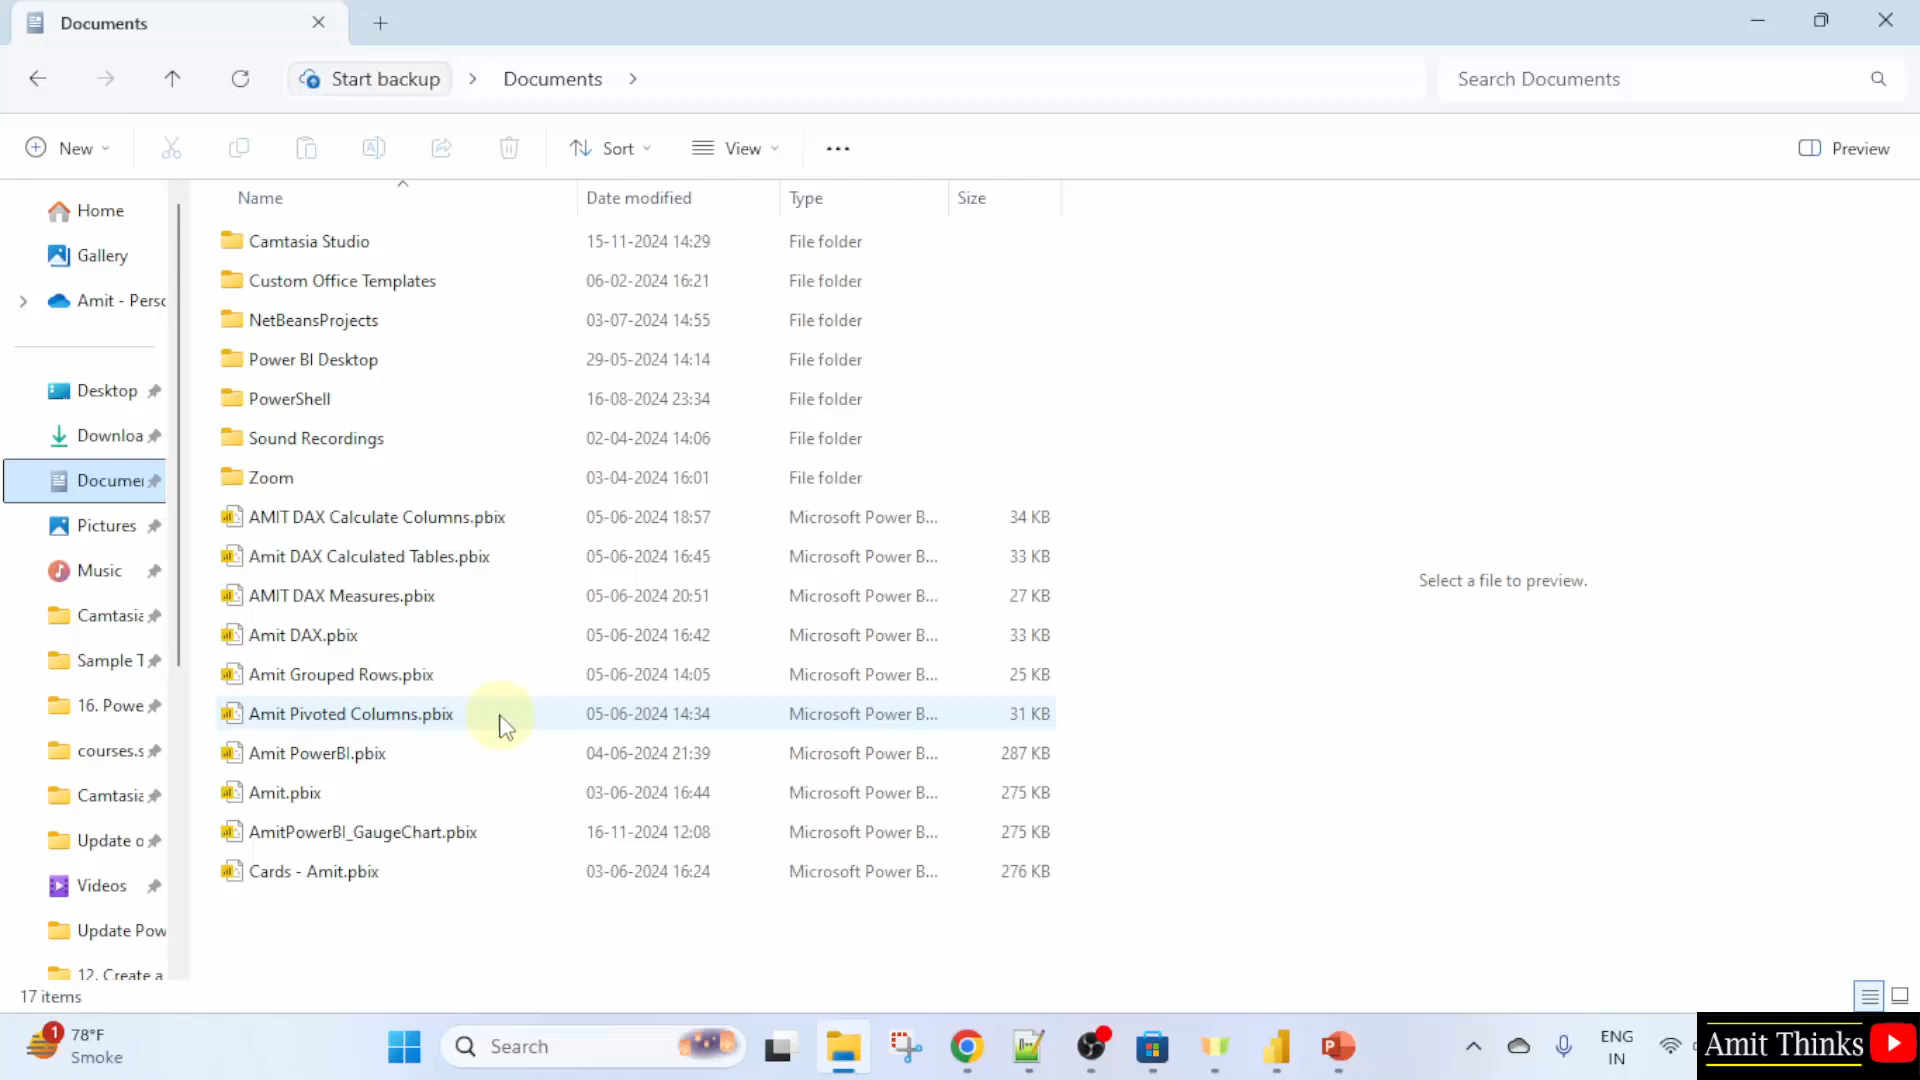 Documents
Start backup
Documents
Search Documents
New
Sort
View
Preview
Name
Date modified
Type
Size
Home
Gallery
Amit - Perso
Desktop
Downloa
Documen
Pictures
Music
Camtasia
Sample T
16. Powe
courses.s
Camtasia
Update o
Videos
Update Pow
12. Create a
Camtasia Studio 15-11-2024 14:29 File folder
Custom Office Templates 06-02-2024 16:21 File folder
NetBeansProjects 03-07-2024 14:55 File folder
Power BI Desktop 29-05-2024 14:14 File folder
PowerShell 16-08-2024 23:34 File folder
Sound Recordings 02-04-2024 14:06 File folder
Zoom 03-04-2024 16:01 File folder
AMIT DAX Calculate Columns.pbix 05-06-2024 18:57 Microsoft Power B... 34 KB
Amit DAX Calculated Tables.pbix 05-06-2024 16:45 Microsoft Power B... 33 KB
AMIT DAX Measures.pbix 05-06-2024 20:51 Microsoft Power B... 27 KB
Amit DAX.pbix 05-06-2024 16:42 Microsoft Power B... 33 KB
Amit Grouped Rows.pbix 05-06-2024 14:05 Microsoft Power B... 25 KB
Amit Pivoted Columns.pbix 05-06-2024 14:34 Microsoft Power B... 31 KB
Amit PowerBI.pbix 04-06-2024 21:39 Microsoft Power B... 287 KB
Amit.pbix 03-06-2024 16:44 Microsoft Power B... 275 KB
AmitPowerBI_GaugeChart.pbix 16-11-2024 12:08 Microsoft Power B... 275 KB
Cards - Amit.pbix 03-06-2024 16:24 Microsoft Power B... 276 KB
Select a file to preview.
17 items
1
78°F
Smoke
Search
ENG
IN
Amit Thinks